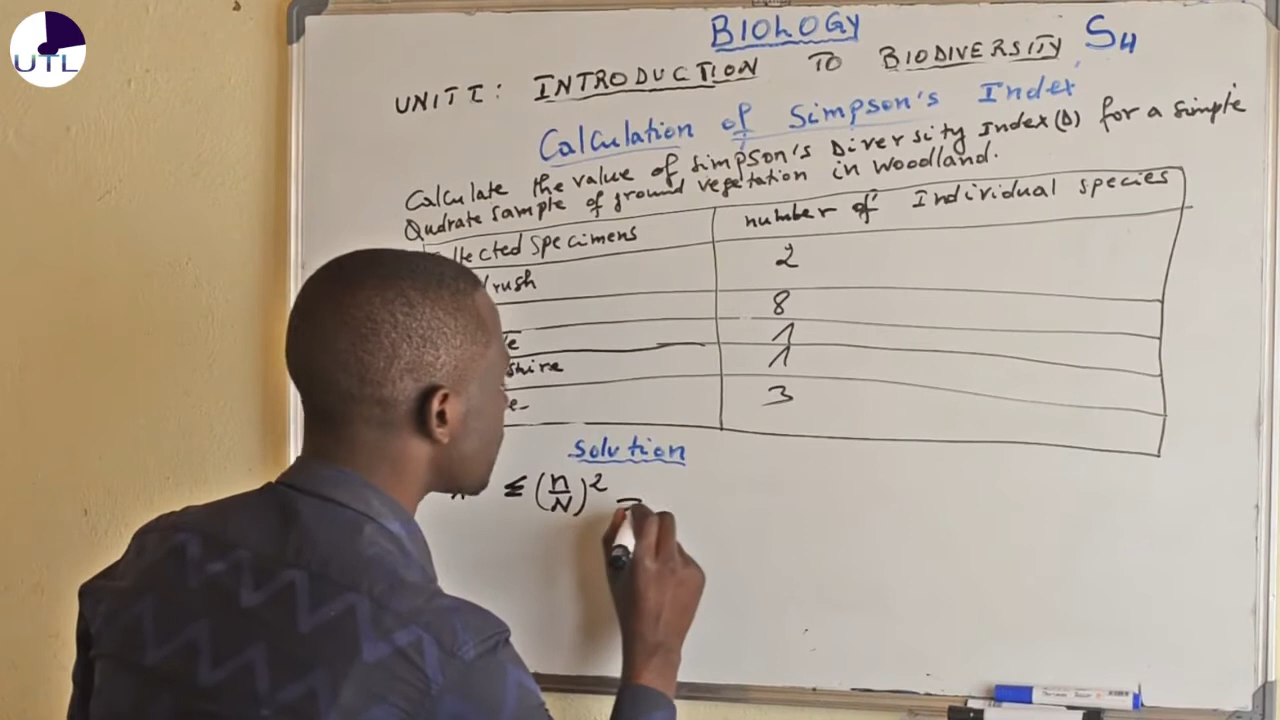 UTL
BIOLOGY S4
UNIT I: INTRODUCTION TO BIODIVERSITY
Calculation of Simpson's Index
Calculate the value of simpson's Diversity Index(D) for a simple
Qudrate sample of ground vegetation in woodland.
llected specimens number of Individual species
rush 2
8
e 1
shire 1
e 3
Solution
≤ (n/N)² =